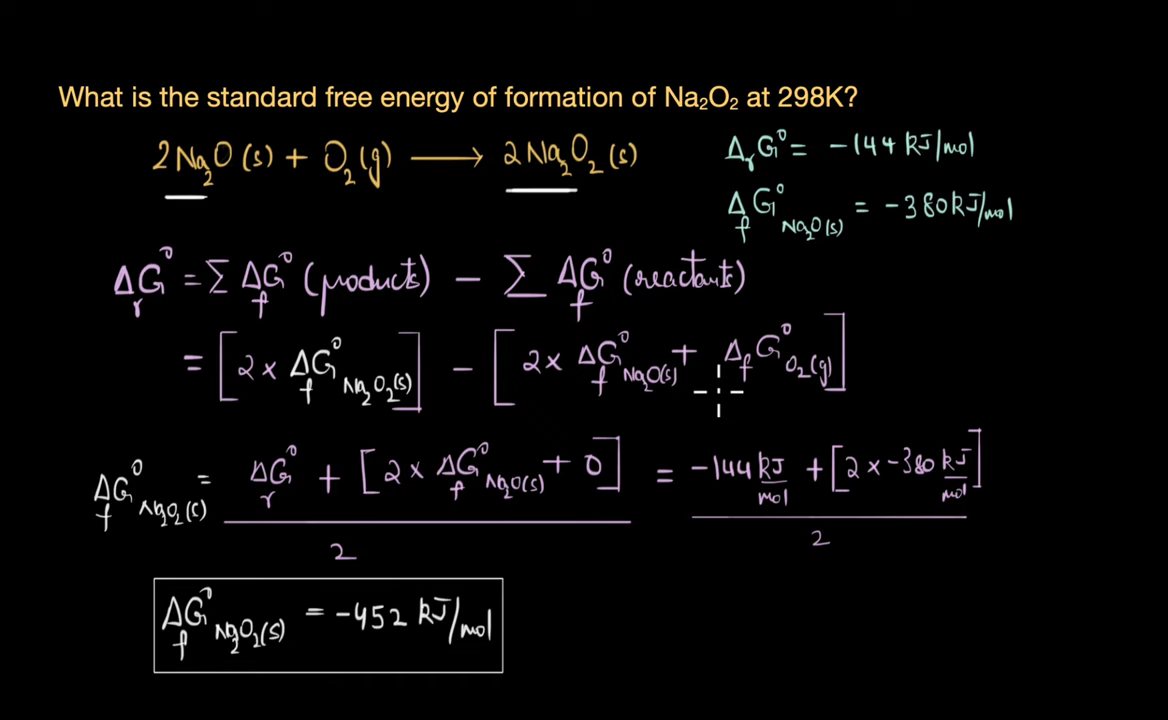 What is the standard free energy of formation of Na₂O₂ at 298K?
2Na₂O (s) + O₂(g) ⟶ 2Na₂O₂ (s)
ΔᵣG° = -144 kJ/mol
ΔfG° Na₂O(s) = -380kJ/mol
ΔᵣG° = Σ ΔfG° (products) - Σ ΔfG° (reactants)
= [2 × ΔfG° Na₂O₂(s)] - [2 × ΔfG° Na₂O(s) + ΔfG° O₂(g)]
ΔfG° Na₂O₂(s) = (ΔᵣG° + [2 × ΔfG° Na₂O(s) + 0]) / 2 = (-144 kJ/mol + [2 × -380 kJ/mol]) / 2
ΔfG° Na₂O₂(s) = -452 kJ/mol